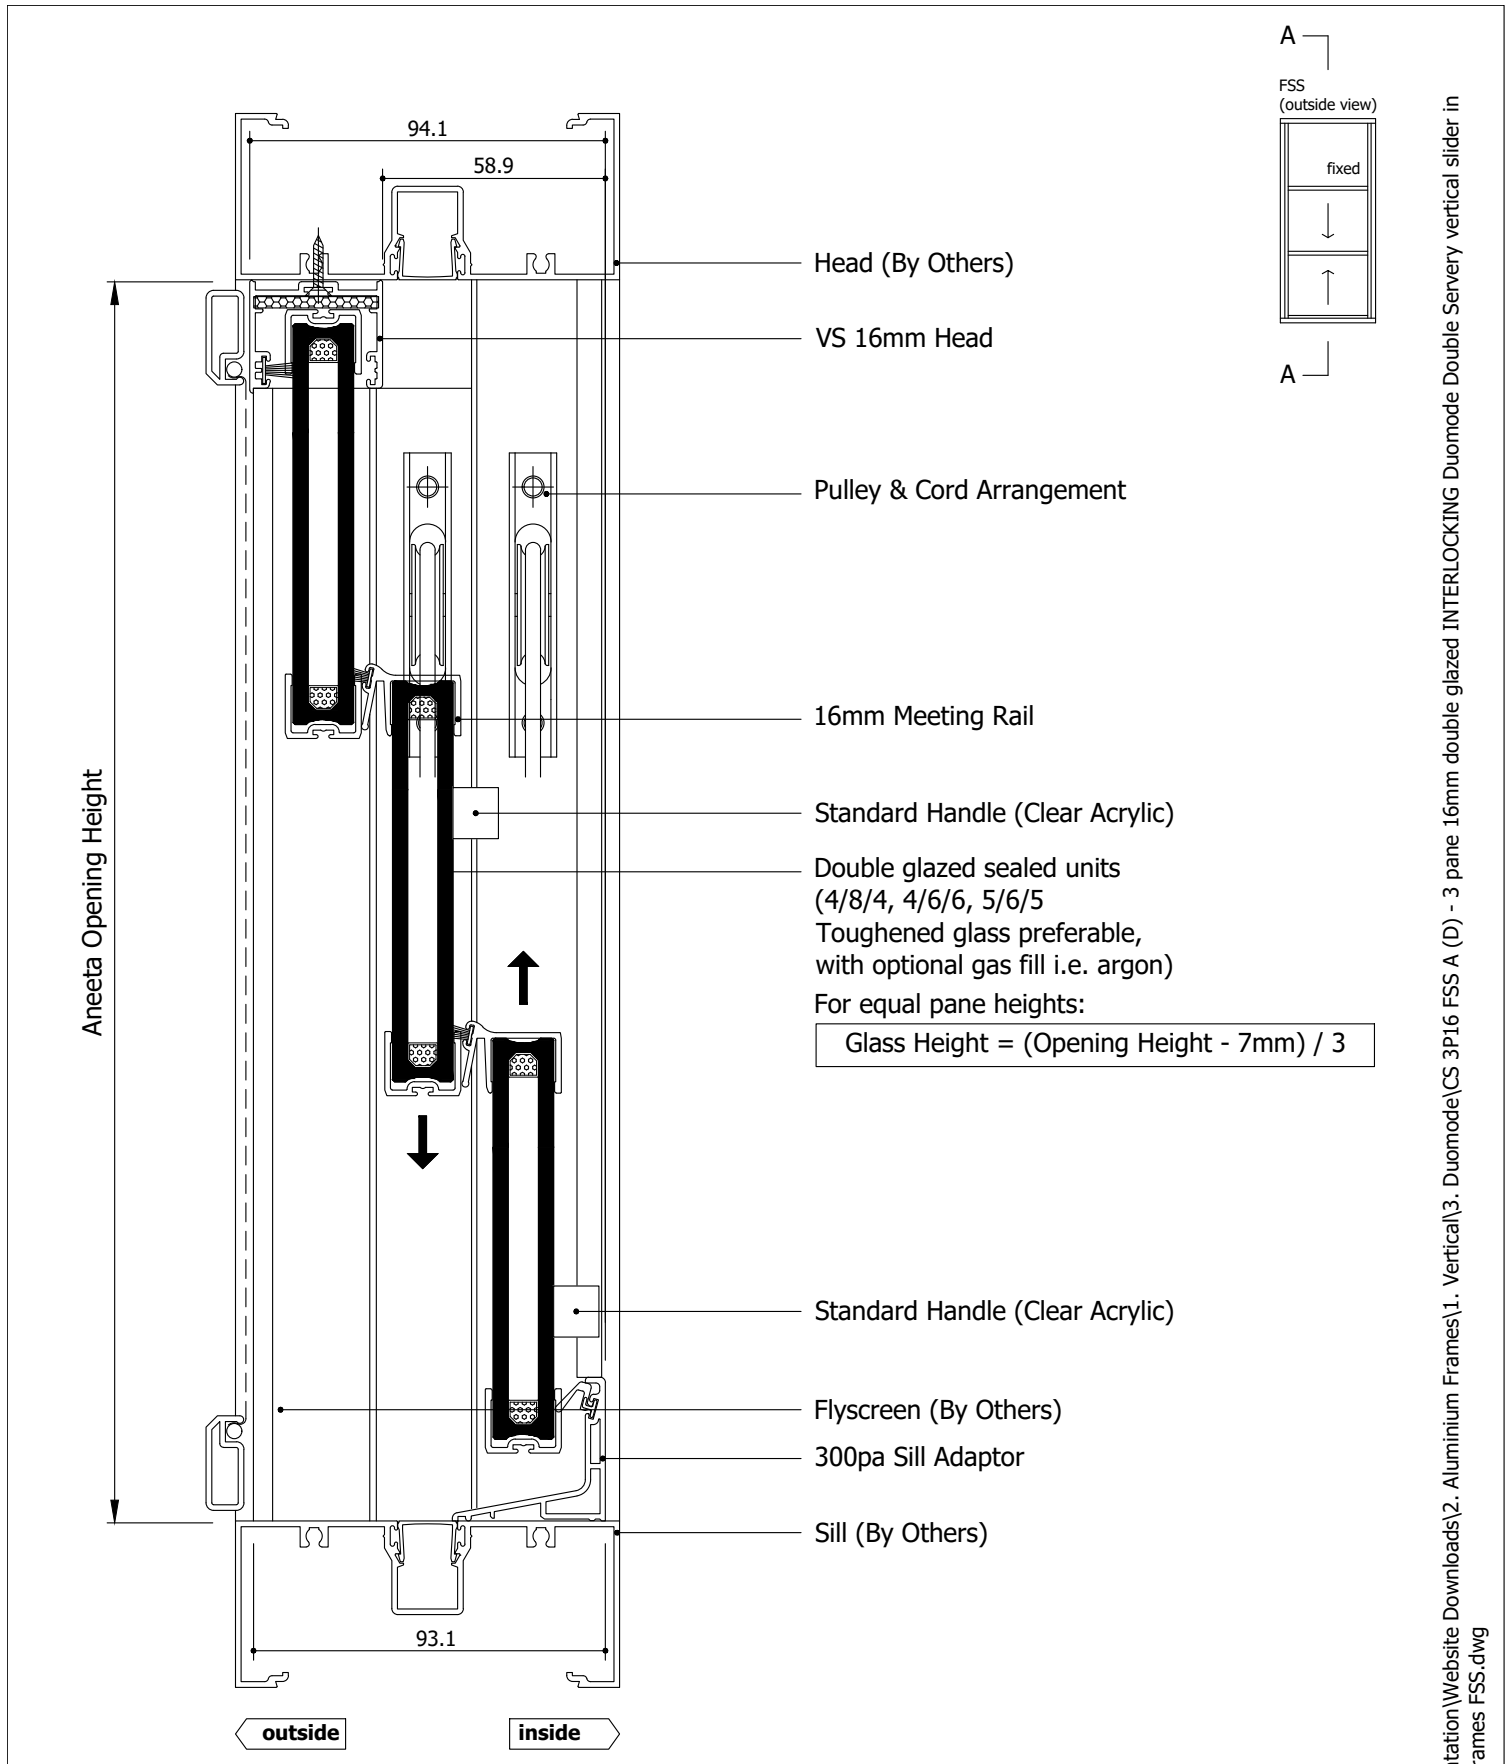 A
FSS
(outside view)
fixed
A
94.1
58.9
Head (By Others)
VS 16mm Head
Pulley & Cord Arrangement
16mm Meeting Rail
Standard Handle (Clear Acrylic)
Double glazed sealed units
(4/8/4, 4/6/6, 5/6/5
Toughened glass preferable,
with optional gas fill i.e. argon)
For equal pane heights:
Glass Height = (Opening Height - 7mm) / 3
Aneeta Opening Height
Standard Handle (Clear Acrylic)
Flyscreen (By Others)
300pa Sill Adaptor
Sill (By Others)
93.1
outside
inside
tation\Website Downloads\2. Aluminium Frames\1. Vertical\3. Duomode\CS 3P16 FSS A (D) - 3 pane 16mm double glazed INTERLOCKING Duomode Double Servery vertical slider in
rames FSS.dwg